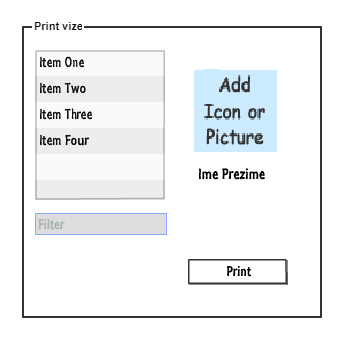 Print vize
Item One
Item Two
Item Three
Item Four
Filter
Add
Icon or
Picture
Ime Prezime
Print